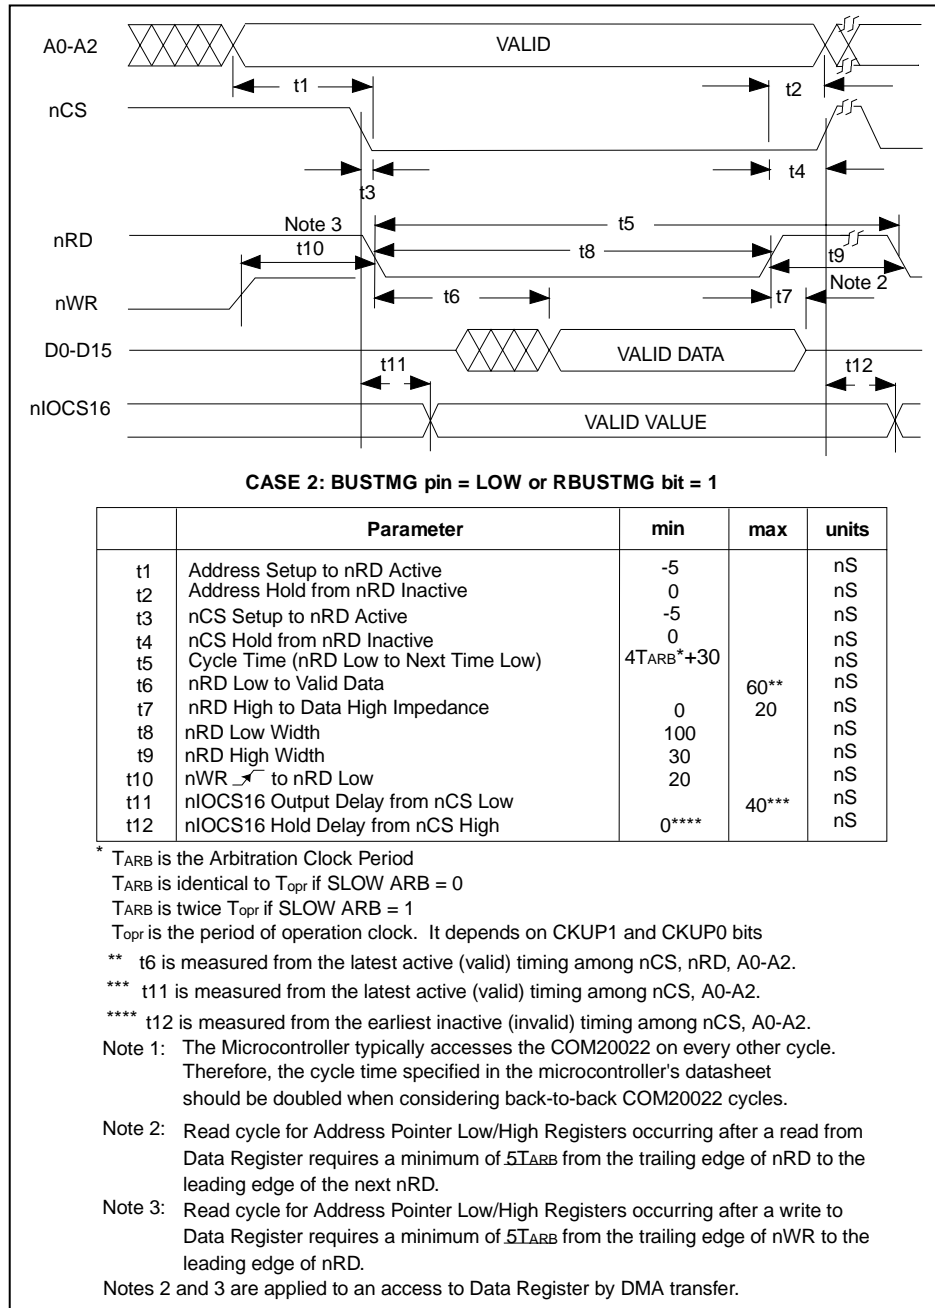 A0-A2 VALID
t1 t2
nCS
t3 t4
Note 3 t5
nRD t10 t8 t9
nWR t6 t7 Note 2
D0-D15 VALID DATA
t11 t12
nIOCS16 VALID VALUE
CASE 2: BUSTMG pin = LOW or RBUSTMG bit = 1
Parameter min max units
t1 Address Setup to nRD Active -5 nS
t2 Address Hold from nRD Inactive 0 nS
t3 nCS Setup to nRD Active -5 nS
t4 nCS Hold from nRD Inactive 0 nS
t5 Cycle Time (nRD Low to Next Time Low) 4TARB*+30 nS
t6 nRD Low to Valid Data 60** nS
t7 nRD High to Data High Impedance 0 20 nS
t8 nRD Low Width 100 nS
t9 nRD High Width 30 nS
t10 nWR to nRD Low 20 nS
t11 nIOCS16 Output Delay from nCS Low 40*** nS
t12 nIOCS16 Hold Delay from nCS High 0**** nS
* TARB is the Arbitration Clock Period
TARB is identical to Topr if SLOW ARB = 0
TARB is twice Topr if SLOW ARB = 1
Topr is the period of operation clock. It depends on CKUP1 and CKUP0 bits
** t6 is measured from the latest active (valid) timing among nCS, nRD, A0-A2.
*** t11 is measured from the latest active (valid) timing among nCS, A0-A2.
**** t12 is measured from the earliest inactive (invalid) timing among nCS, A0-A2.
Note 1: The Microcontroller typically accesses the COM20022 on every other cycle.
Therefore, the cycle time specified in the microcontroller's datasheet
should be doubled when considering back-to-back COM20022 cycles.
Note 2: Read cycle for Address Pointer Low/High Registers occurring after a read from
Data Register requires a minimum of 5TARB from the trailing edge of nRD to the
leading edge of the next nRD.
Note 3: Read cycle for Address Pointer Low/High Registers occurring after a write to
Data Register requires a minimum of 5TARB from the trailing edge of nWR to the
leading edge of nRD.
Notes 2 and 3 are applied to an access to Data Register by DMA transfer.